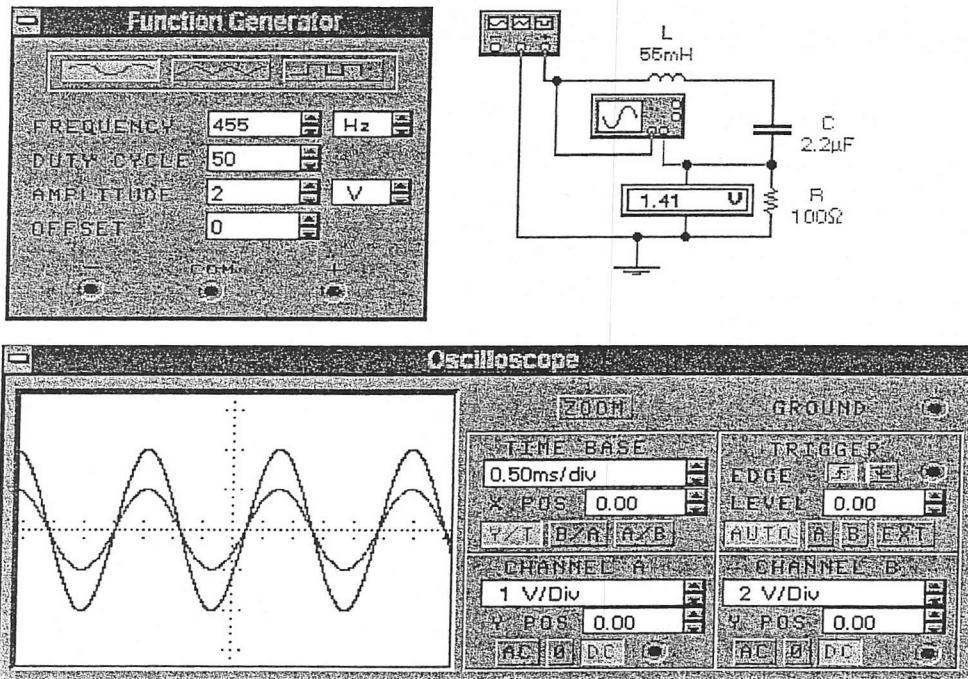 Function Generator
FREQUENCY 455 Hz
DUTY CYCLE 50
AMPLITUDE 2 V
OFFSET 0
- COM +
L
55mH
C
2.2µF
1.41 V
R
100Ω
Oscilloscope
ZOOM GROUND
TIME BASE
0.50ms/div
X POS 0.00
Y/T B/A A/B
TRIGGER
EDGE
LEVEL 0.00
AUTO A B EXT
CHANNEL A
1 V/Div
Y POS 0.00
AC 0 DC
CHANNEL B
2 V/Div
Y POS 0.00
AC 0 DC